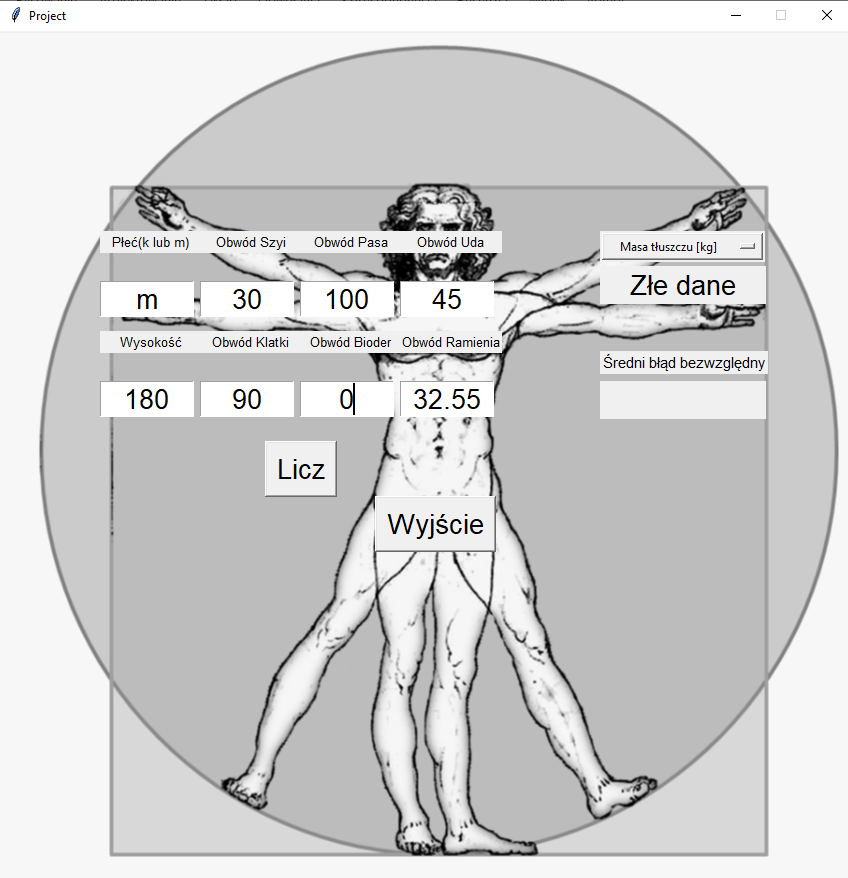 Project
Płeć(k lub m) Obwód Szyi Obwód Pasa Obwód Uda
m 30 100 45
Wysokość Obwód Klatki Obwód Bioder Obwód Ramienia
180 90 0 32.55
Licz
Wyjście
Masa tłuszczu [kg]
Złe dane
Średni błąd bezwzględny